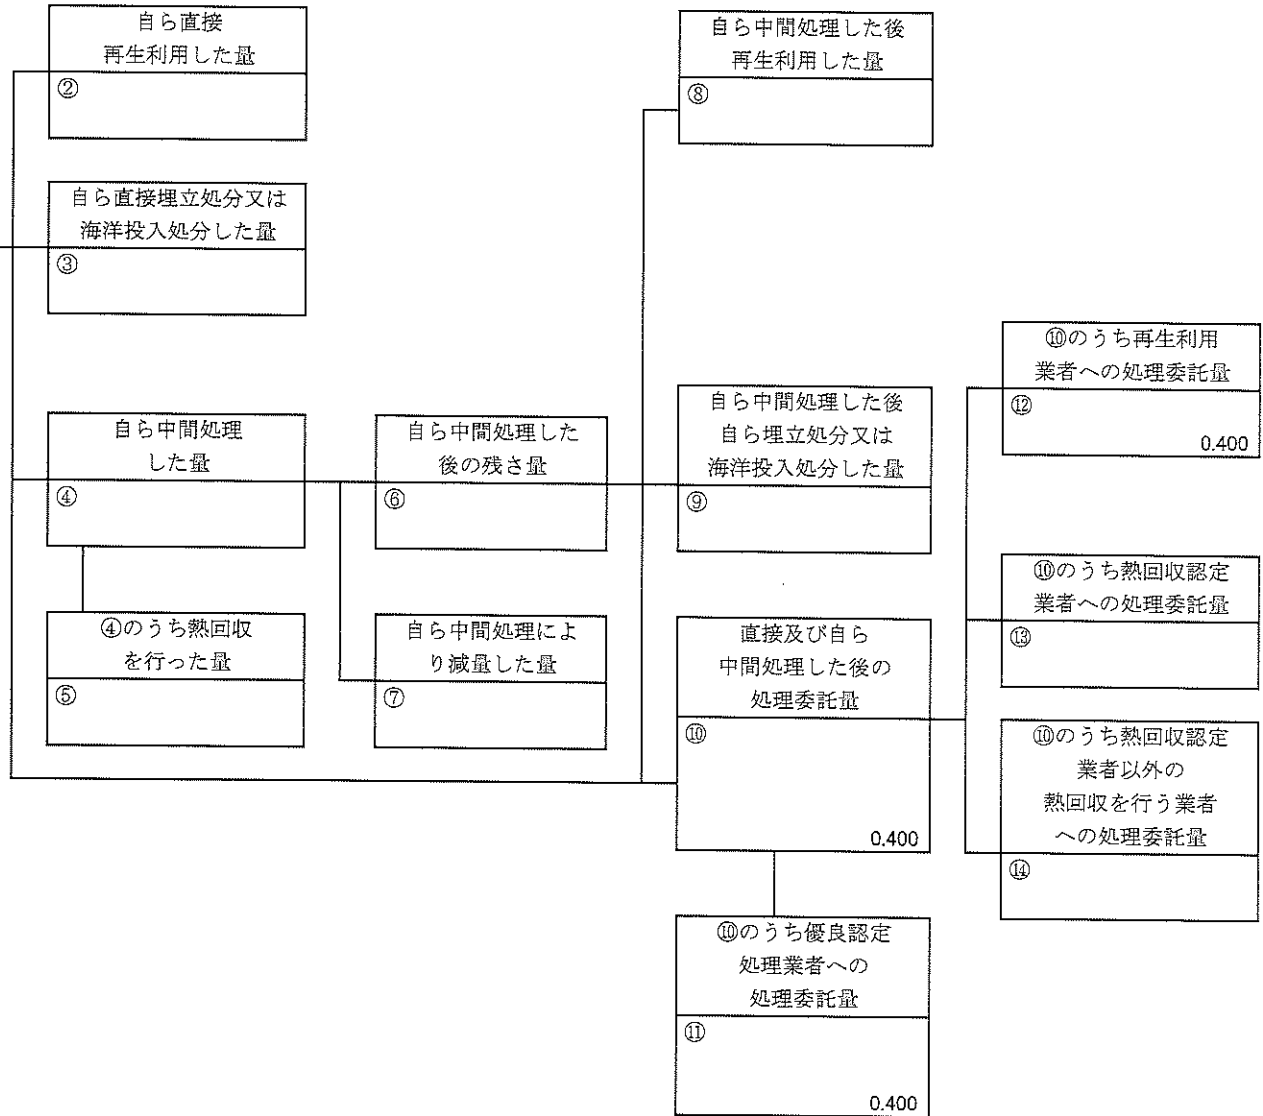 自ら直接
再生利用した量
②
自ら直接埋立処分又は
海洋投入処分した量
③
自ら中間処理
した量
④
④のうち熱回収
を行った量
⑤
自ら中間処理した
後の残さ量
⑥
自ら中間処理によ
り減量した量
⑦
自ら中間処理した後
再生利用した量
⑧
自ら中間処理した後
自ら埋立処分又は
海洋投入処分した量
⑨
直接及び自ら
中間処理した後の
処理委託量
⑩
0.400
⑩のうち優良認定
処理業者への
処理委託量
⑪
0.400
⑩のうち再生利用
業者への処理委託量
⑫
0.400
⑩のうち熱回収認定
業者への処理委託量
⑬
⑩のうち熱回収認定
業者以外の
熱回収を行う業者
への処理委託量
⑭